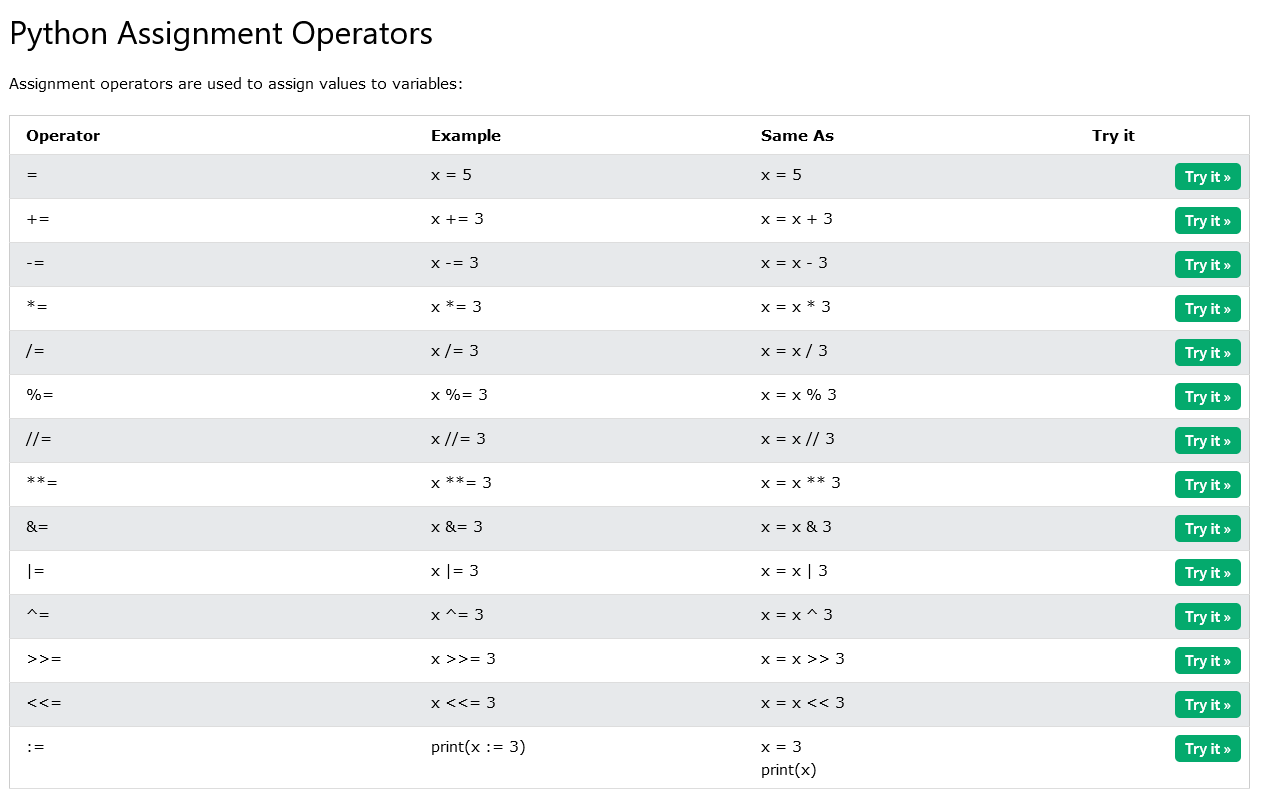 Python Assignment Operators
Assignment operators are used to assign values to variables:
Operator Example Same As Try it
= x = 5 x = 5 Try it »
+= x += 3 x = x + 3 Try it »
-= x -= 3 x = x - 3 Try it »
*= x *= 3 x = x * 3 Try it »
/= x /= 3 x = x / 3 Try it »
%= x %= 3 x = x % 3 Try it »
//= x //= 3 x = x // 3 Try it »
**= x **= 3 x = x ** 3 Try it »
&= x &= 3 x = x & 3 Try it »
|= x |= 3 x = x | 3 Try it »
^= x ^= 3 x = x ^ 3 Try it »
>>= x >>= 3 x = x >> 3 Try it »
<<= x <<= 3 x = x << 3 Try it »
:= print(x := 3) x = 3 Try it »
print(x)